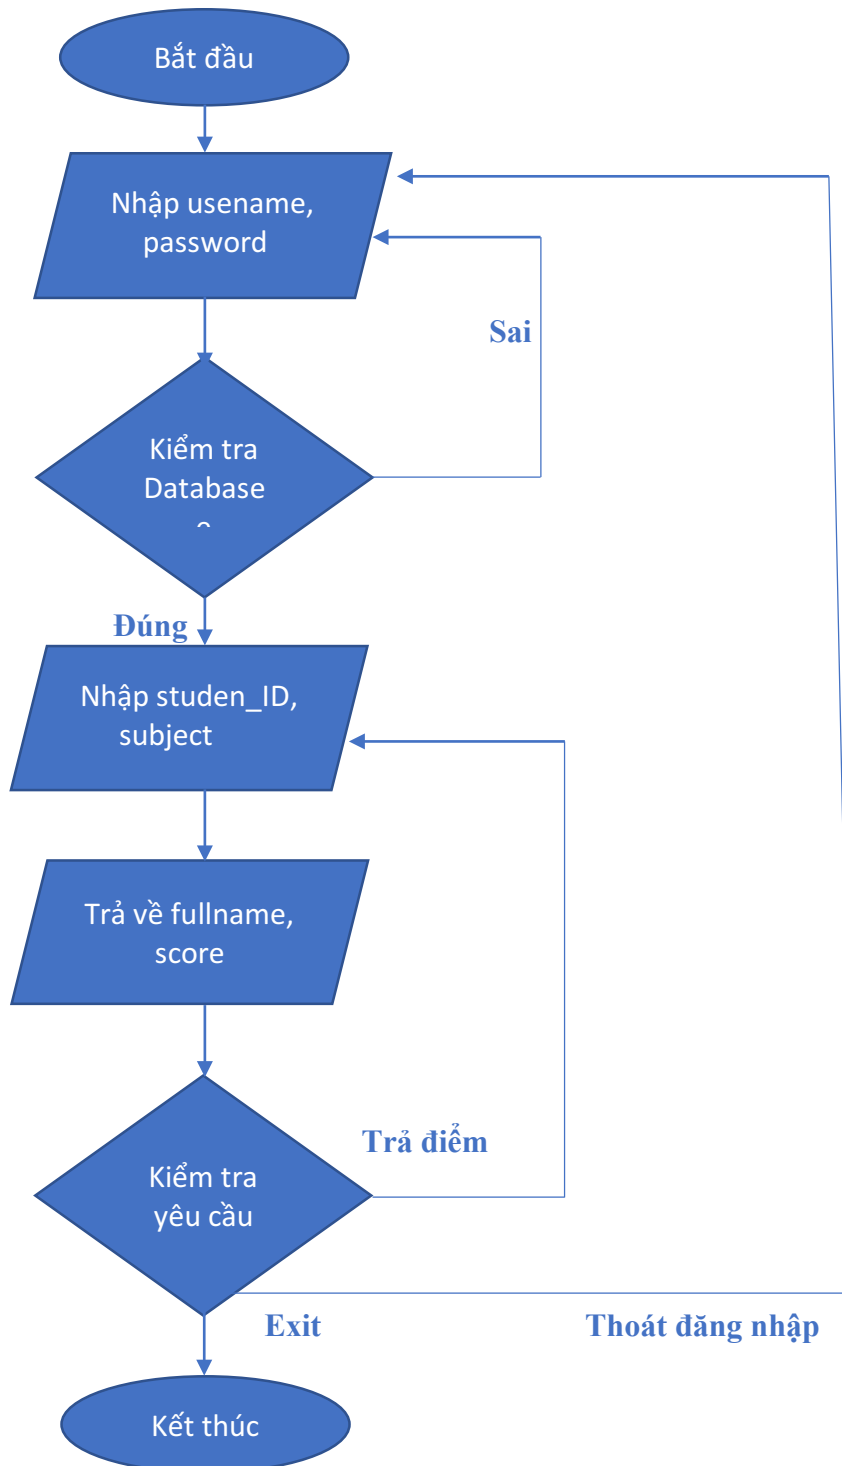 Bắt đầu
Nhập usename,
password
Sai
Kiểm tra
Database
Đúng
Nhập studen_ID,
subject
Trả về fullname,
score
Trả điểm
Kiểm tra
yêu cầu
Exit
Thoát đăng nhập
Kết thúc